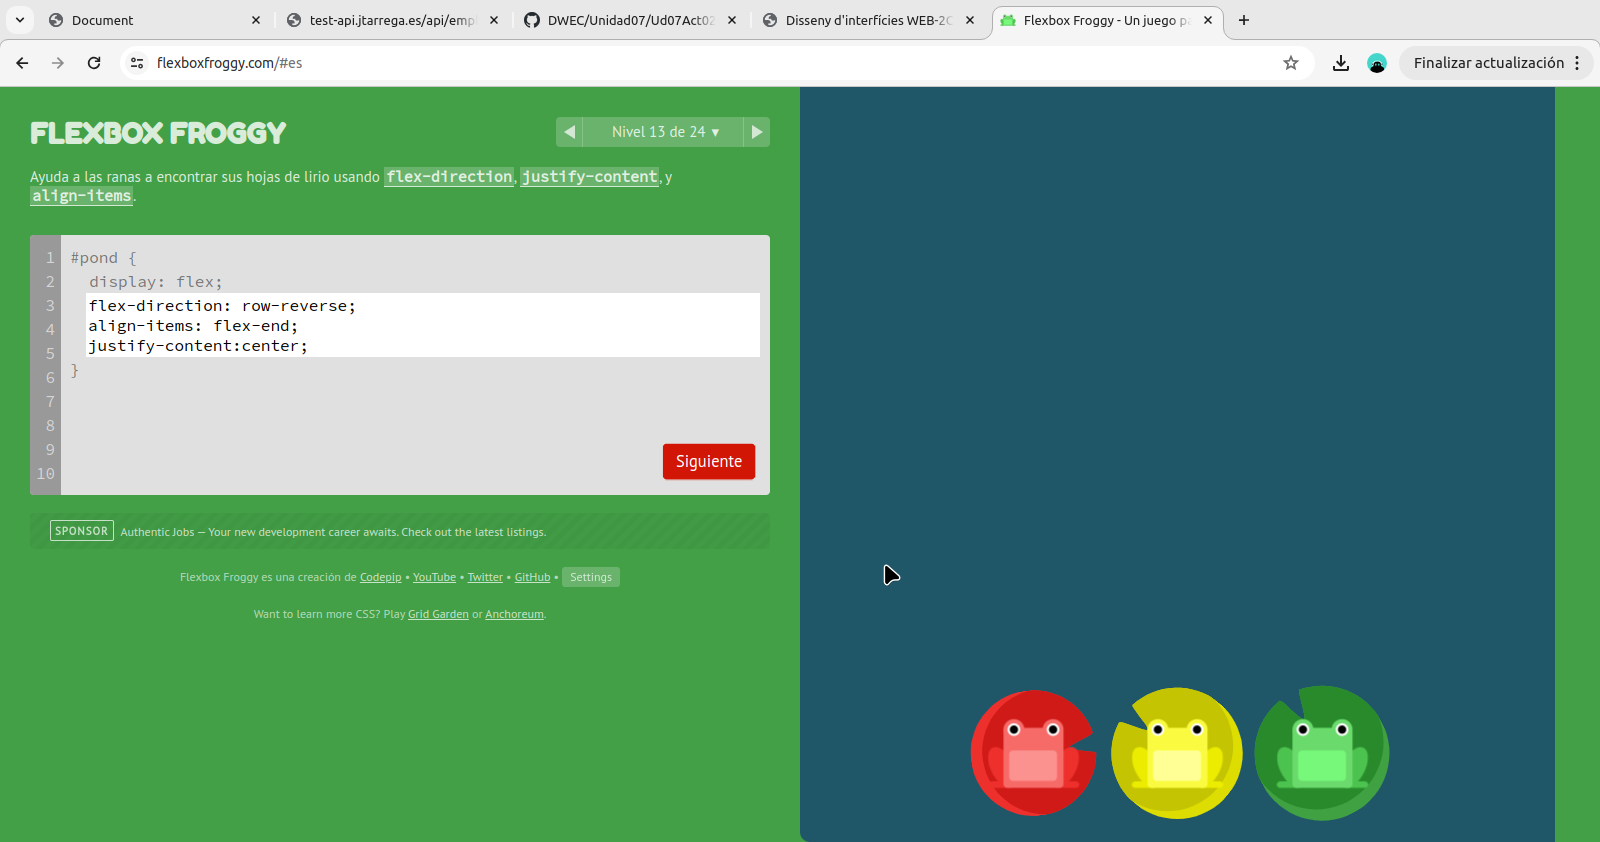 Document
test-api.jtarrega.es/api/emp
DWEC/Unidad07/Ud07Act02
Disseny d'interfícies WEB-2C
Flexbox Froggy - Un juego pa
flexboxfroggy.com/#es
Finalizar actualización
FLEXBOX FROGGY
Nivel 13 de 24 ▾
Ayuda a las ranas a encontrar sus hojas de lirio usando flex-direction, justify-content, y
align-items.
1 #pond {
2 display: flex;
3 flex-direction: row-reverse;
4 align-items: flex-end;
5 justify-content:center;
6 }
7
8
9
10
Siguiente
SPONSOR Authentic Jobs — Your new development career awaits. Check out the latest listings.
Flexbox Froggy es una creación de Codepip • YouTube • Twitter • GitHub • Settings
Want to learn more CSS? Play Grid Garden or Anchoreum.